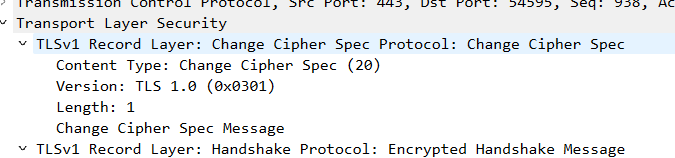 Transmission Control Protocol, Src Port: 443, Dst Port: 54595, Seq: 938, Ac
Transport Layer Security
TLSv1 Record Layer: Change Cipher Spec Protocol: Change Cipher Spec
Content Type: Change Cipher Spec (20)
Version: TLS 1.0 (0x0301)
Length: 1
Change Cipher Spec Message
TLSv1 Record Layer: Handshake Protocol: Encrypted Handshake Message